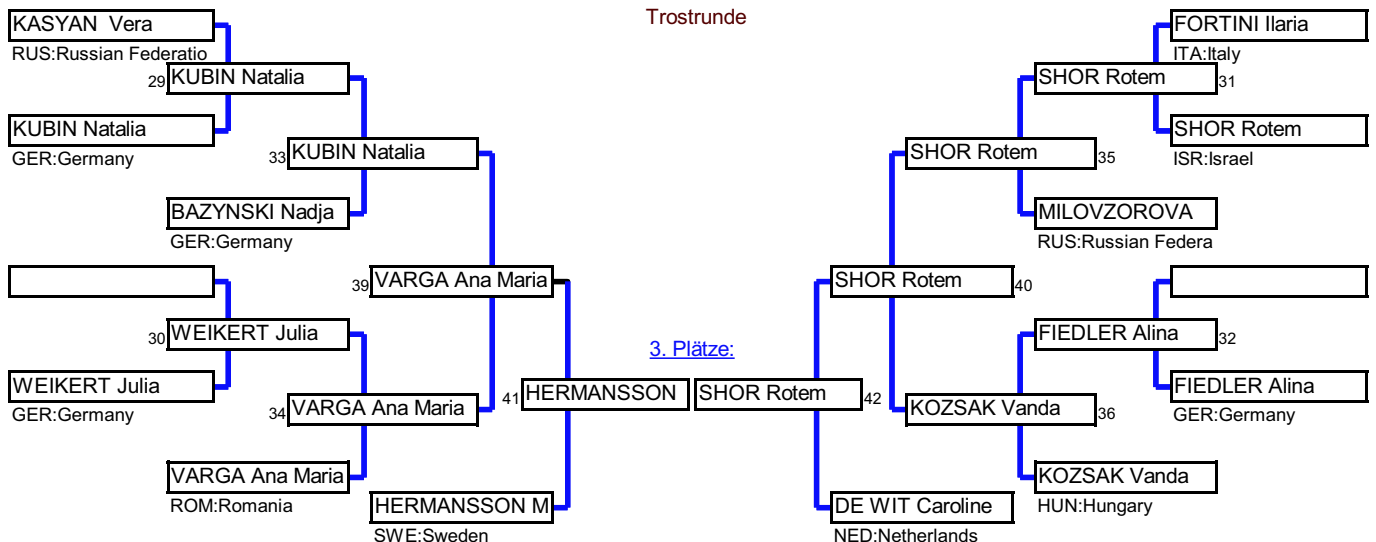 Trostrunde
KASYAN Vera
RUS:Russian Federatio
29 KUBIN Natalia
KUBIN Natalia
GER:Germany
33 KUBIN Natalia
BAZYNSKI Nadja
GER:Germany
39 VARGA Ana Maria
30 WEIKERT Julia
WEIKERT Julia
GER:Germany
34 VARGA Ana Maria
VARGA Ana Maria
ROM:Romania
41 HERMANSSON
HERMANSSON M
SWE:Sweden
3. Plätze:
FORTINI Ilaria
ITA:Italy
SHOR Rotem 31
SHOR Rotem
ISR:Israel
SHOR Rotem 35
MILOVZOROVA
RUS:Russian Federa
SHOR Rotem 40
FIEDLER Alina 32
FIEDLER Alina
GER:Germany
SHOR Rotem 42
KOZSAK Vanda 36
KOZSAK Vanda
HUN:Hungary
DE WIT Caroline
NED:Netherlands